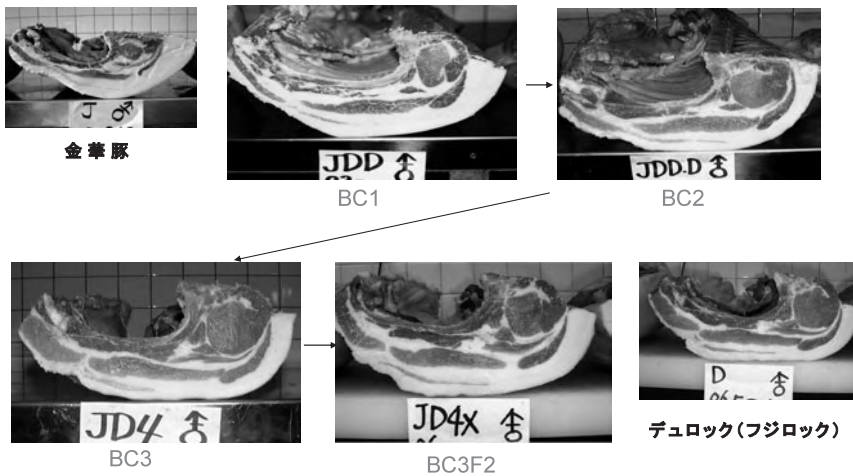 J ♂
金華豚
JDD ♂
BC1
JDD.D ♂
BC2
JD4 ♂
BC3
JD4X ♂
BC3F2
D ♂
デュロック(フジロック)